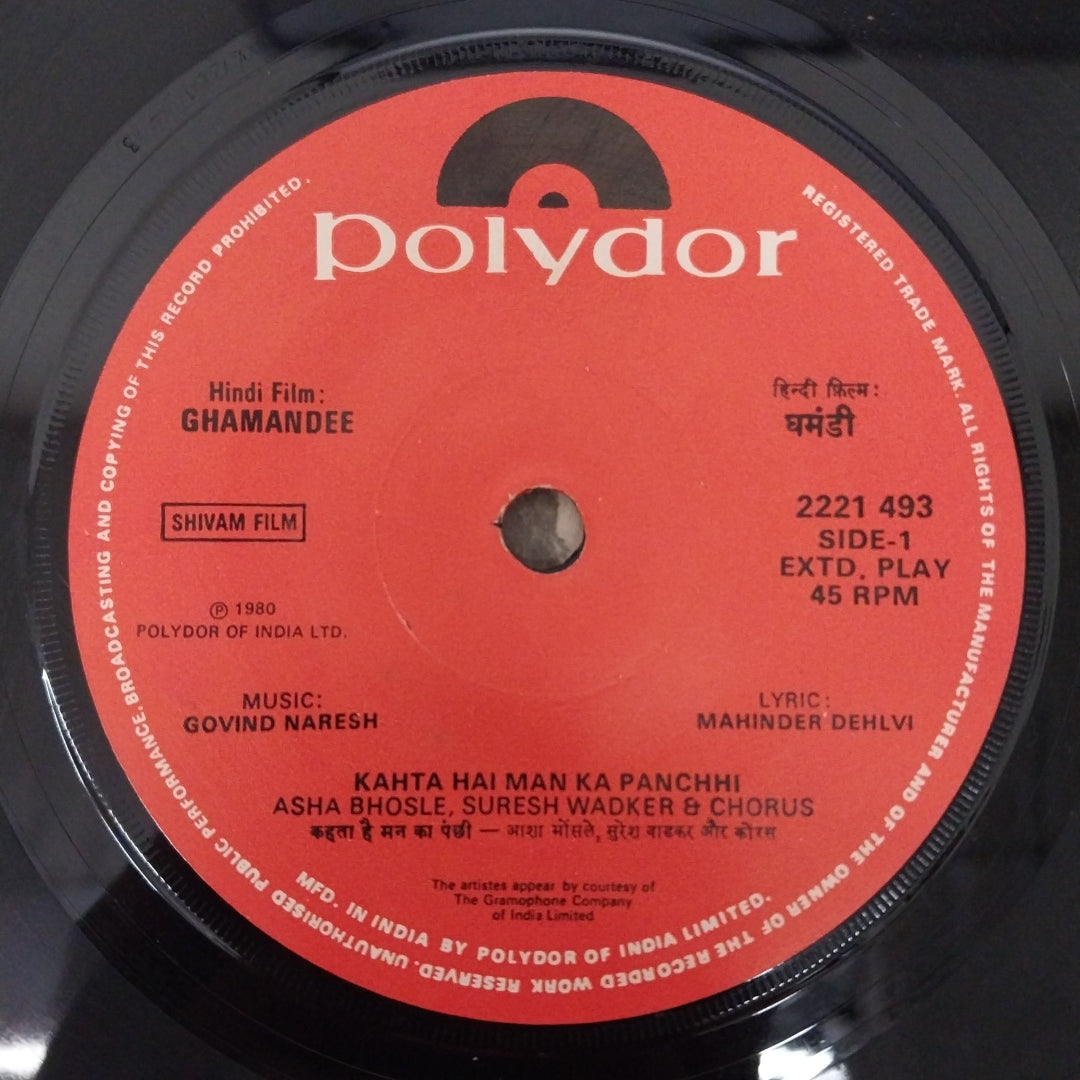 polydor
Hindi Film:
GHAMANDEE
हिन्दी फ़िल्म:
घमंडी
SHIVAM FILM
2221 493
SIDE-1
EXTD. PLAY
45 RPM
Ⓟ 1980
POLYDOR OF INDIA LTD.
MUSIC:
GOVIND NARESH
LYRIC:
MAHINDER DEHLVI
KAHTA HAI MAN KA PANCHHI
ASHA BHOSLE, SURESH WADKER & CHORUS
कहता है मन का पंछी — आशा भोंसले, सुरेश वाडकर और कोरस
The artistes appear by courtesy of
The Gramophone Company
of India Limited
MFD. IN INDIA BY POLYDOR OF INDIA LIMITED.
REGISTERED TRADE MARK. ALL RIGHTS OF THE MANUFACTURER AND OF THE OWNER OF THE RECORDED WORK RESERVED. UNAUTHORISED PUBLIC PERFORMANCE, BROADCASTING AND COPYING OF THIS RECORD PROHIBITED.